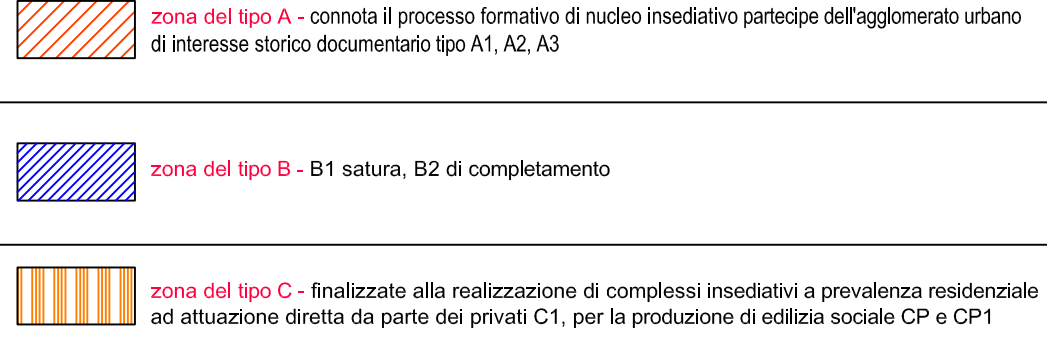 zona del tipo A - connota il processo formativo di nucleo insediativo partecipe dell'agglomerato urbano
di interesse storico documentario tipo A1, A2, A3
zona del tipo B - B1 satura, B2 di completamento
zona del tipo C - finalizzate alla realizzazione di complessi insediativi a prevalenza residenziale
ad attuazione diretta da parte dei privati C1, per la produzione di edilizia sociale CP e CP1